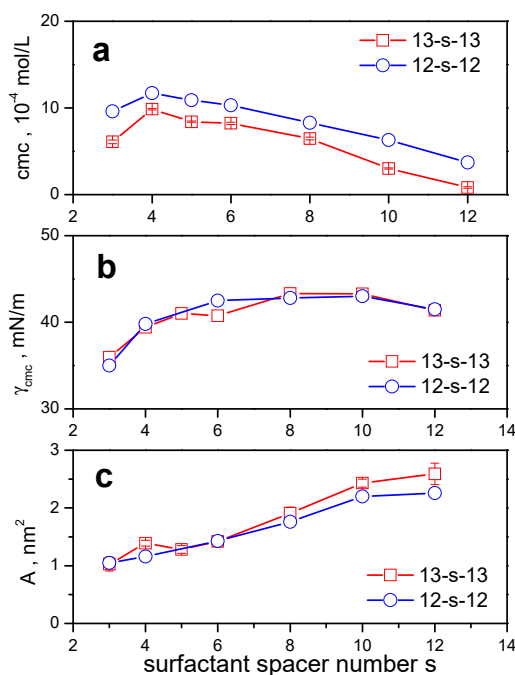 a
13-s-13
12-s-12
cmc , 10⁻⁴ mol/L
20
10
0
2 4 6 8 10 12
b
13-s-13
12-s-12
γcmc , mN/m
50
40
30
2 4 6 8 10 12 14
c
13-s-13
12-s-12
A , nm²
3
2
1
0
2 4 6 8 10 12 14
surfactant spacer number s